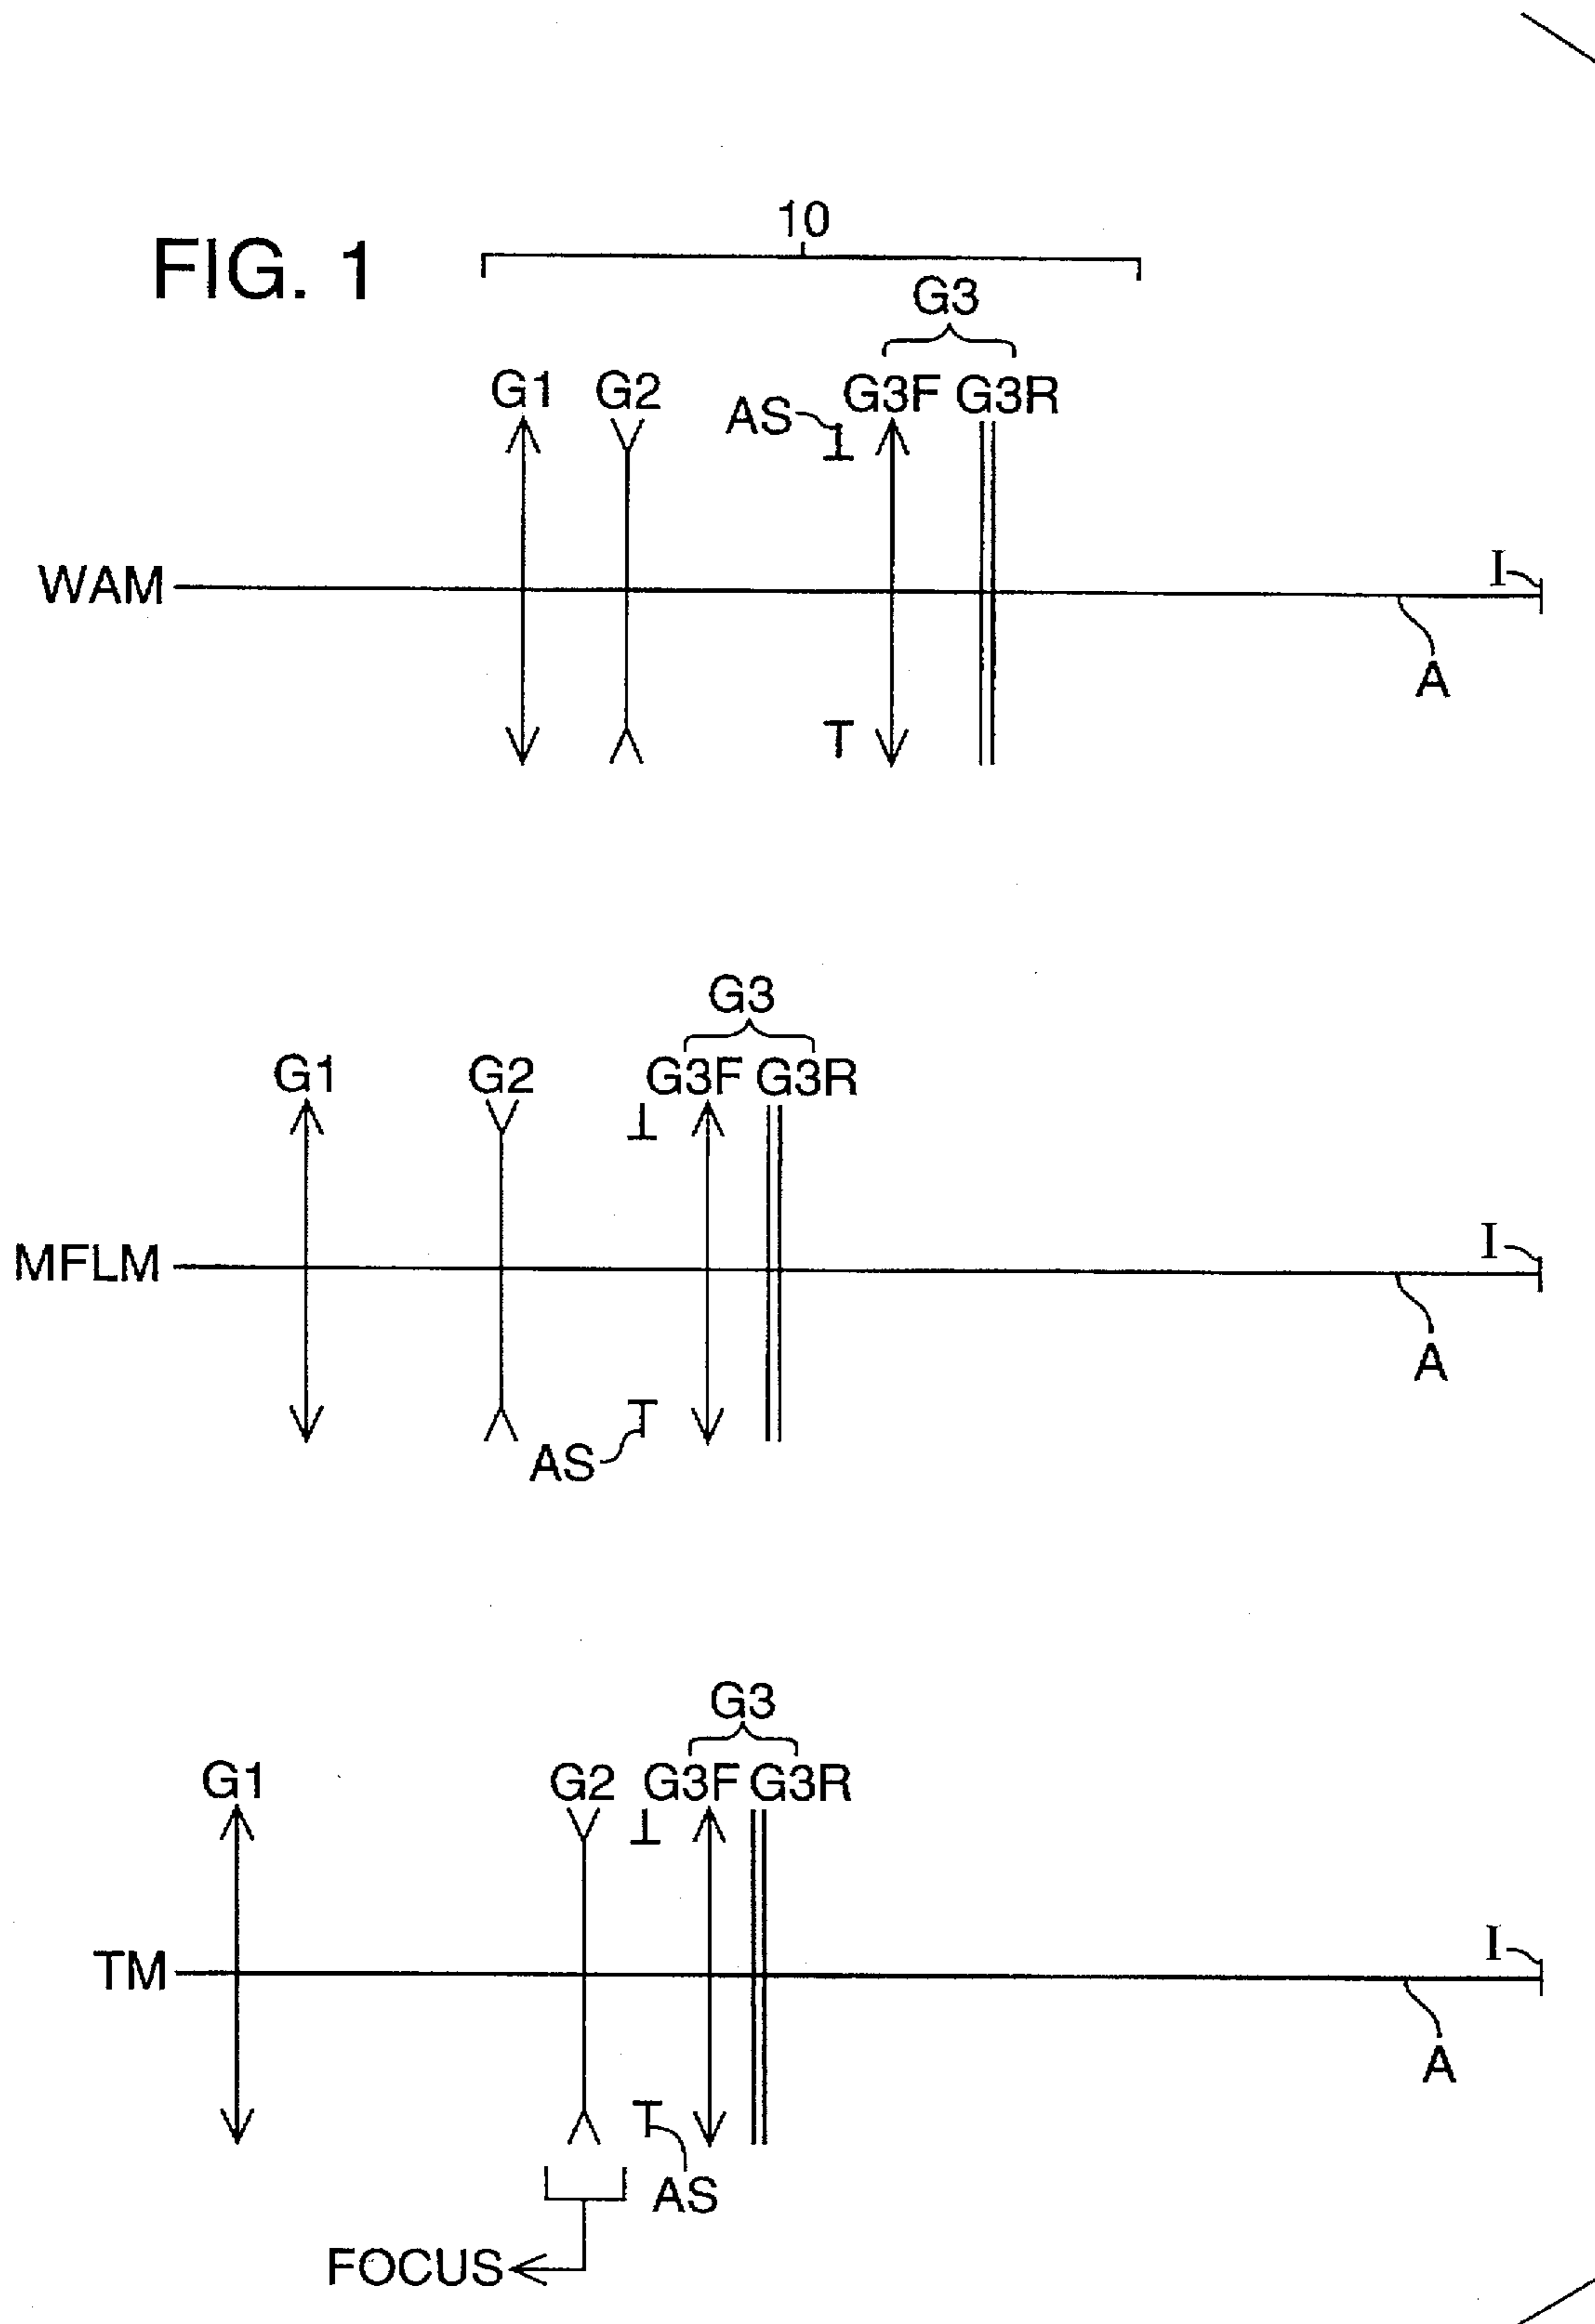 FIG. 1
10
G3
G1 G2 AS G3F G3R
WAM
I
A
G3
G1 G2 G3F G3R
MFLM
I
A
AS
G3
G1 G2 G3F G3R
TM
I
A
AS
FOCUS